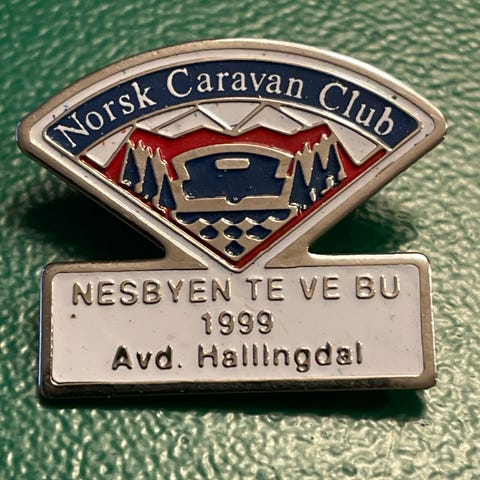 Norsk Caravan Club
NESBYEN TE VE BU
1999
Avd. Hallingdal